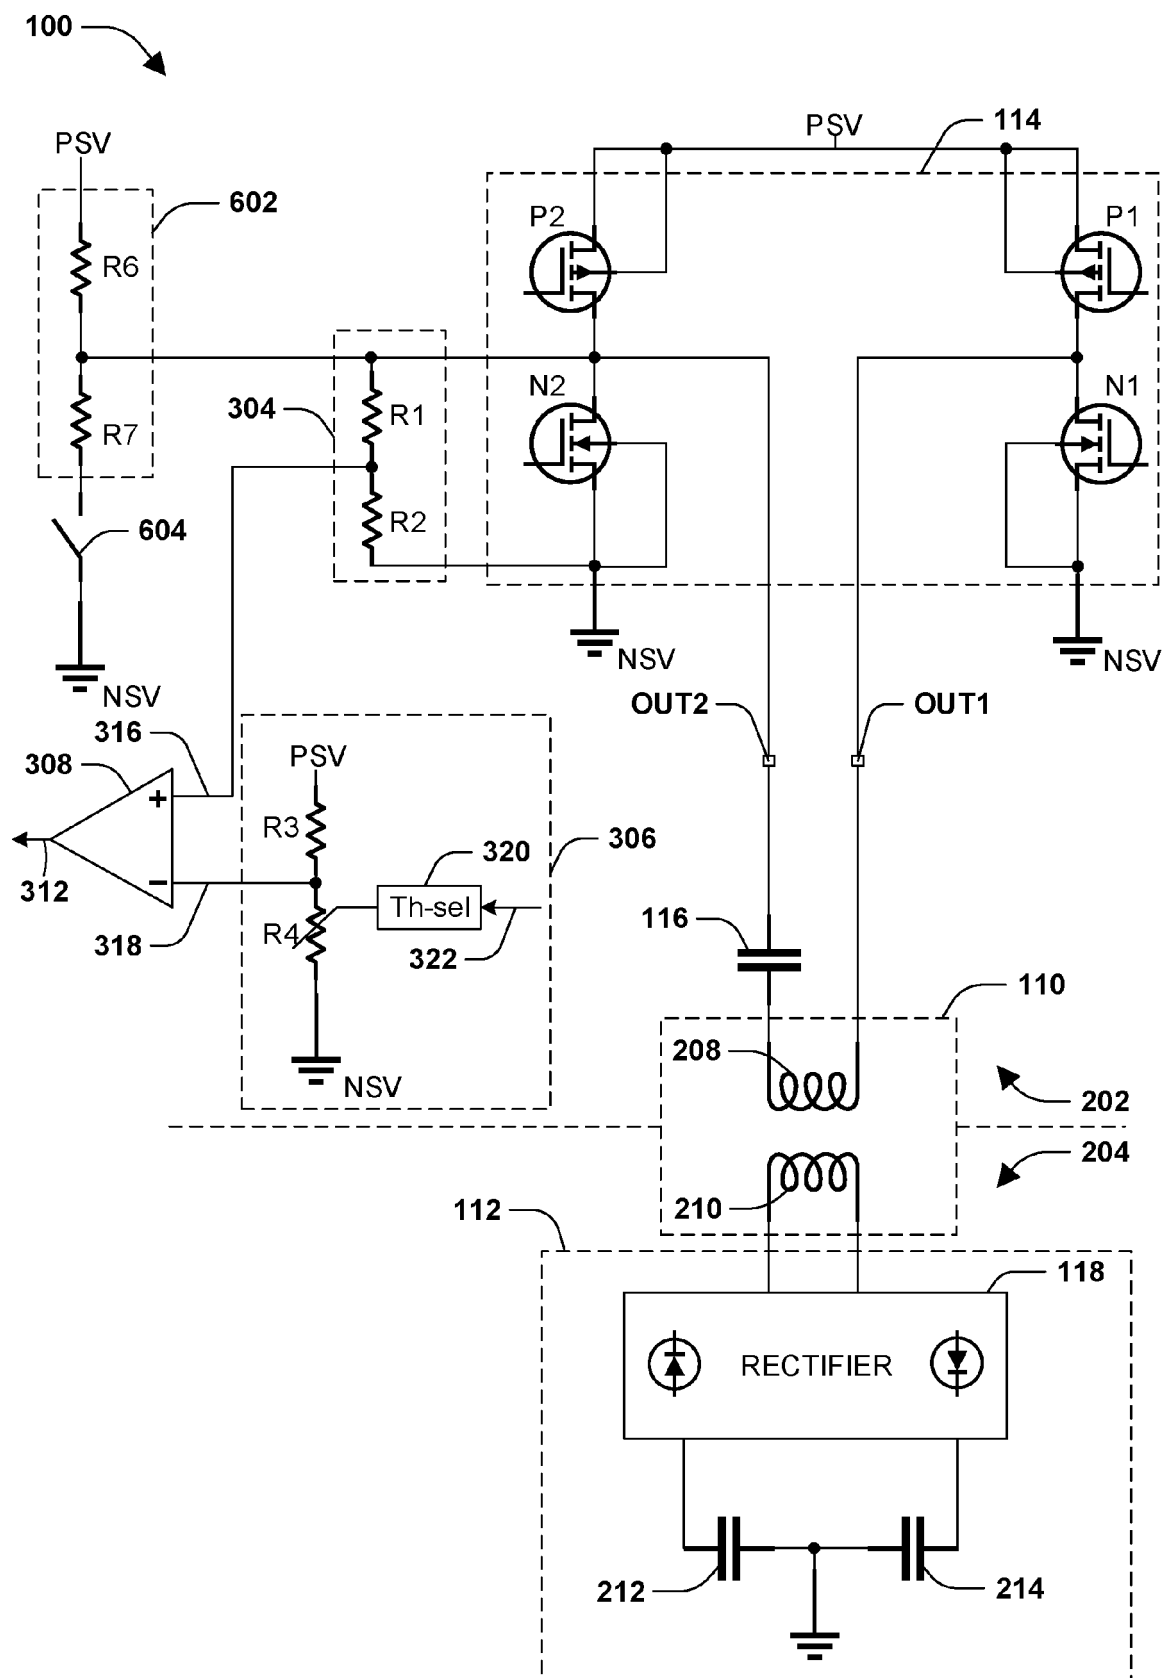 100
PSV
PSV
114
602
P2
P1
R6
N2
N1
304
R1
R7
R2
604
NSV
NSV
NSV
OUT2
OUT1
316
308
PSV
+
R3
320
306
–
312
Th-sel
R4
318
322
116
110
208
NSV
202
204
210
112
118
RECTIFIER
212
214